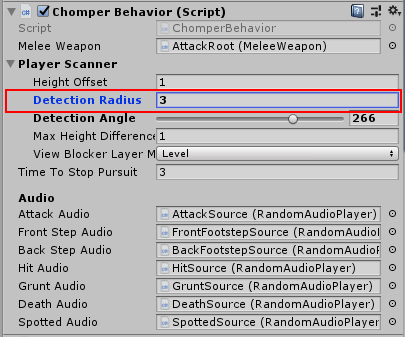 Chomper Behavior (Script)
Script ChomperBehavior
Melee Weapon AttackRoot (MeleeWeapon)
Player Scanner
Height Offset 1
Detection Radius 3
Detection Angle 266
Max Height Difference 1
View Blocker Layer M Level
Time To Stop Pursuit 3
Audio
Attack Audio AttackSource (RandomAudioPlayer)
Front Step Audio FrontFootstepSource (RandomAudioP
Back Step Audio BackFootstepSource (RandomAudioPl
Hit Audio HitSource (RandomAudioPlayer)
Grunt Audio GruntSource (RandomAudioPlayer)
Death Audio DeathSource (RandomAudioPlayer)
Spotted Audio SpottedSource (RandomAudioPlayer)